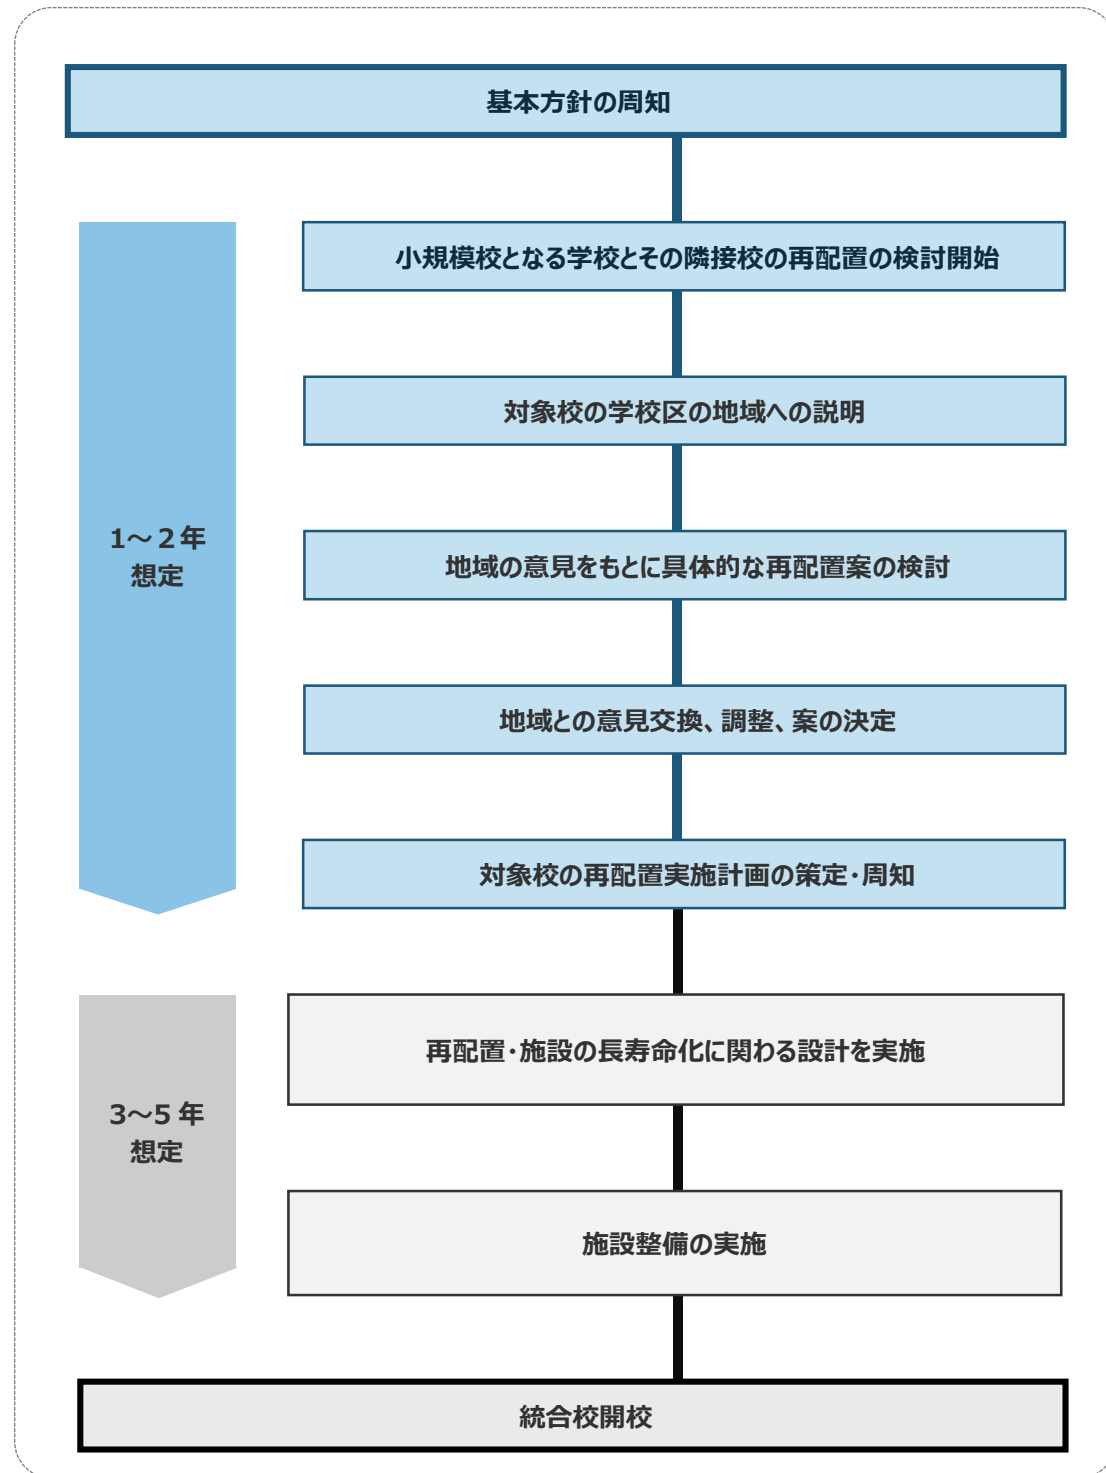 基本方針の周知
小規模校となる学校とその隣接校の再配置の検討開始
対象校の学校区の地域への説明
1～２年
想定
地域の意見をもとに具体的な再配置案の検討
地域との意見交換、調整、案の決定
対象校の再配置実施計画の策定・周知
再配置・施設の長寿命化に関わる設計を実施
3～5 年
想定
施設整備の実施
統合校開校